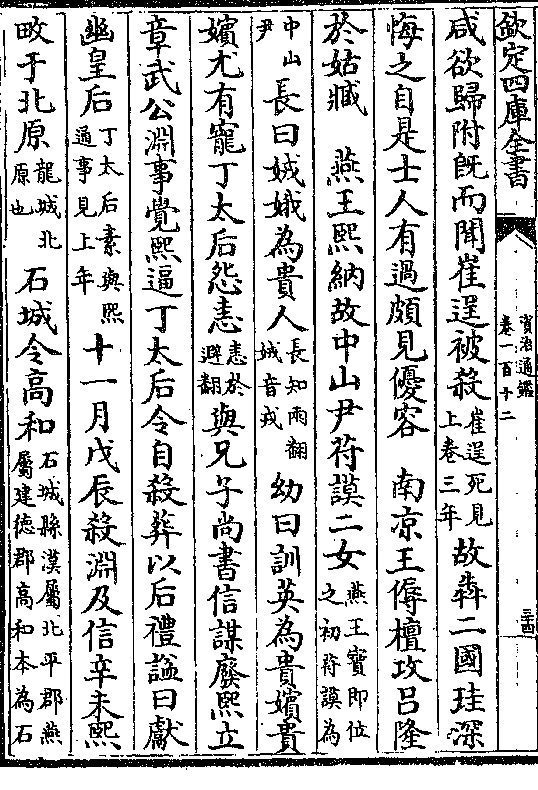 欽定四庫全書
資治通鑑
卷一百十二
咸欲歸附既而聞崔逞被殺崔逞死見上卷三年故犇二國珪深
悔之自是士人有過頗見優容 南凉王傉檀攻吕隆
於姑臧 燕王熙納故中山尹苻謨二女燕王寳即位之初苻謨為
中山尹長曰娀娥為貴人長知兩翻娀音戎幼曰訓英為貴嬪貴
嬪尤有寵丁太后怨恚恚於避翻與兄子尚書信謀廢熙立
章武公淵事覺熙逼丁太后令自殺葬以后禮諡曰獻
幽皇后丁太后素與熙通事見上年十一月戊辰殺淵及信辛未熙
畋于北原龍城北原也石城令高和石城縣漢屬北平郡燕屬建德郡高和本為石